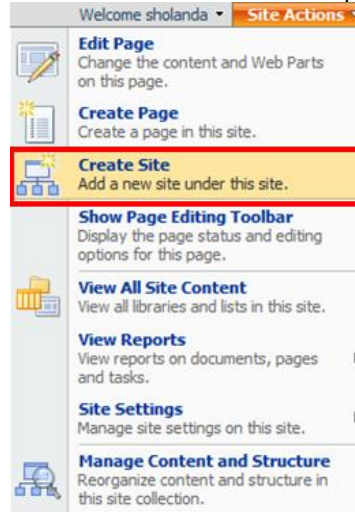 Welcome sholanda Site Actions
Edit Page
Change the content and Web Parts
on this page.
Create Page
Create a page in this site.
Create Site
Add a new site under this site.
Show Page Editing Toolbar
Display the page status and editing
options for this page.
View All Site Content
View all libraries and lists in this site.
View Reports
View reports on documents, pages
and tasks.
Site Settings
Manage site settings on this site.
Manage Content and Structure
Reorganize content and structure in
this site collection.